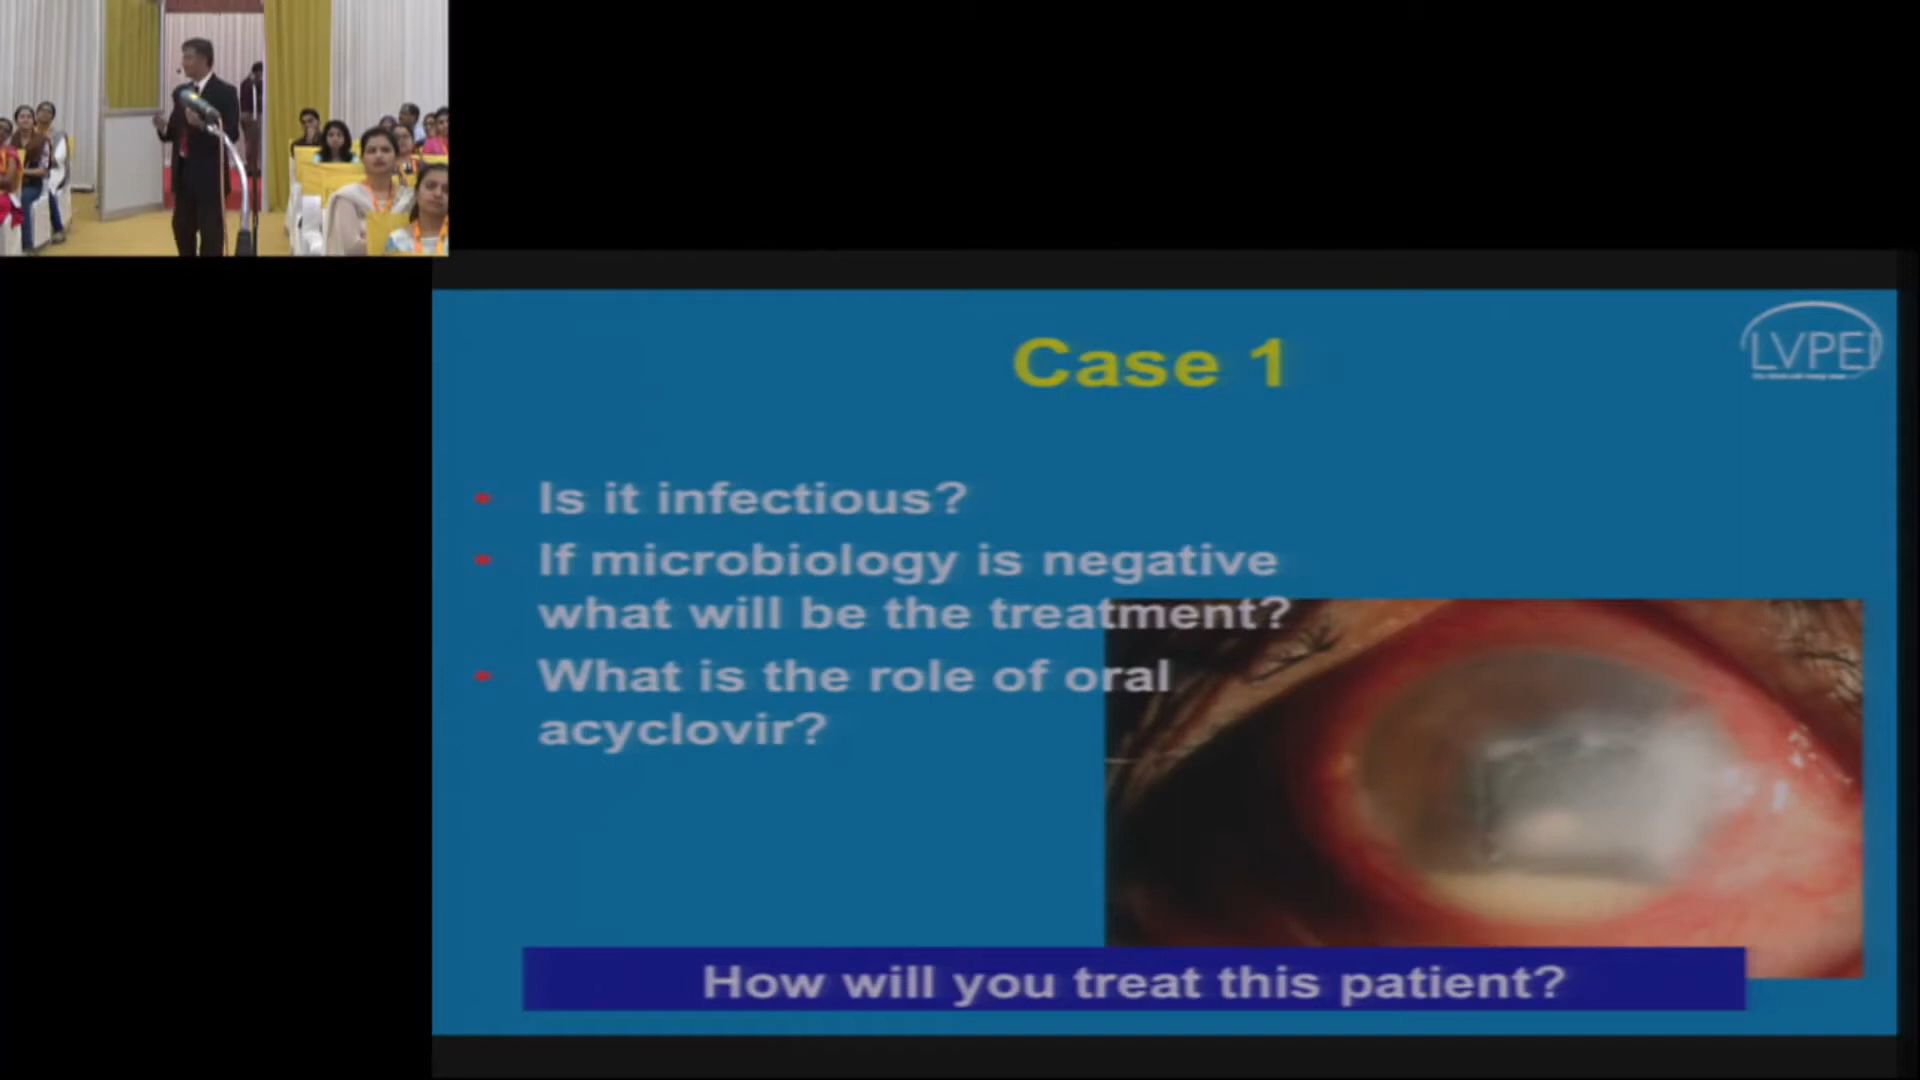 Case 1
LVPEI
Is it infectious?
If microbiology is negative
what will be the treatment?
What is the role of oral
acyclovir?
How will you treat this patient?